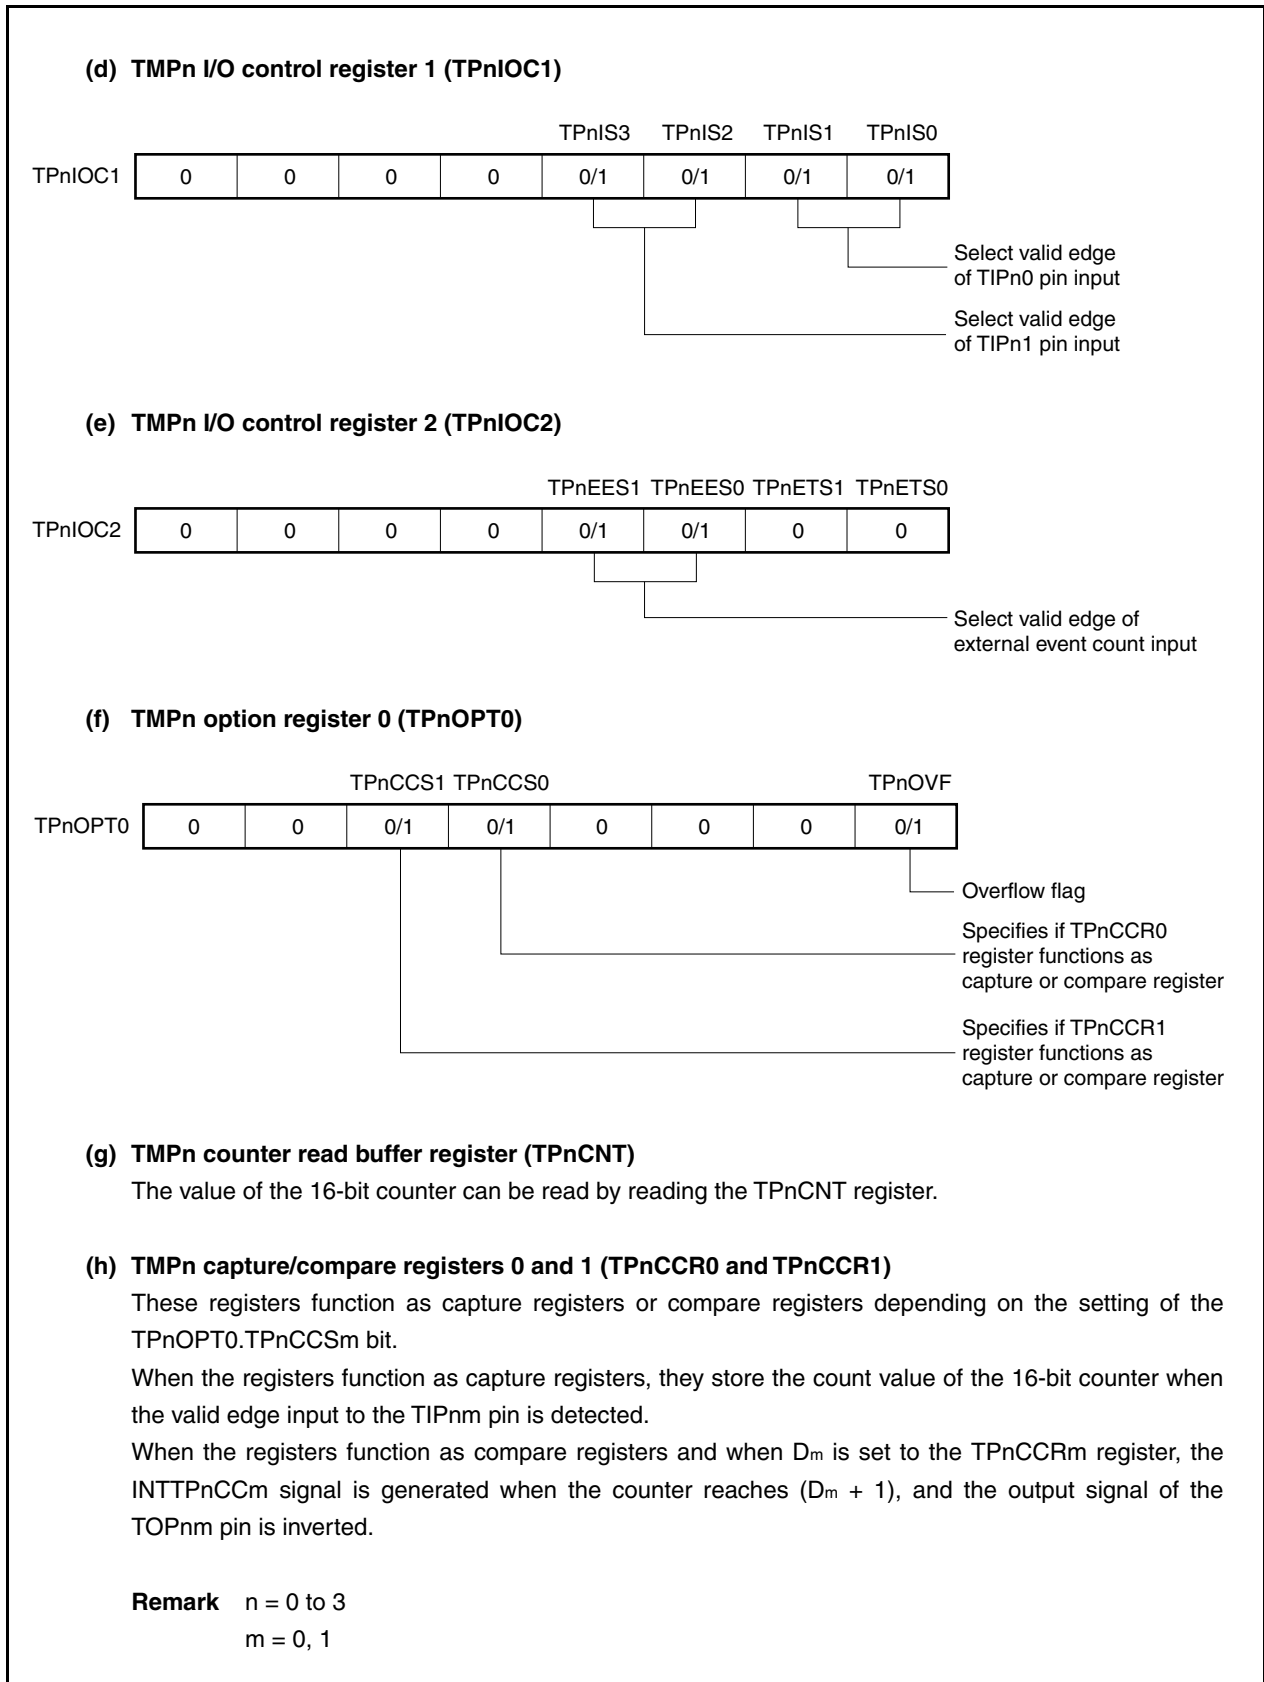 (d) TMPn I/O control register 1 (TPnIOC1)
TPnIS3 TPnIS2 TPnIS1 TPnIS0
TPnIOC1 0 0 0 0 0/1 0/1 0/1 0/1
Select valid edge
of TIPn0 pin input
Select valid edge
of TIPn1 pin input
(e) TMPn I/O control register 2 (TPnIOC2)
TPnEES1 TPnEES0 TPnETS1 TPnETS0
TPnIOC2 0 0 0 0 0/1 0/1 0 0
Select valid edge of
external event count input
(f) TMPn option register 0 (TPnOPT0)
TPnCCS1 TPnCCS0 TPnOVF
TPnOPT0 0 0 0/1 0/1 0 0 0 0/1
Overflow flag
Specifies if TPnCCR0
register functions as
capture or compare register
Specifies if TPnCCR1
register functions as
capture or compare register
(g) TMPn counter read buffer register (TPnCNT)
The value of the 16-bit counter can be read by reading the TPnCNT register.
(h) TMPn capture/compare registers 0 and 1 (TPnCCR0 and TPnCCR1)
These registers function as capture registers or compare registers depending on the setting of the
TPnOPT0.TPnCCSm bit.
When the registers function as capture registers, they store the count value of the 16-bit counter when
the valid edge input to the TIPnm pin is detected.
When the registers function as compare registers and when Dm is set to the TPnCCRm register, the
INTTPnCCm signal is generated when the counter reaches (Dm + 1), and the output signal of the
TOPnm pin is inverted.
Remark n = 0 to 3
m = 0, 1